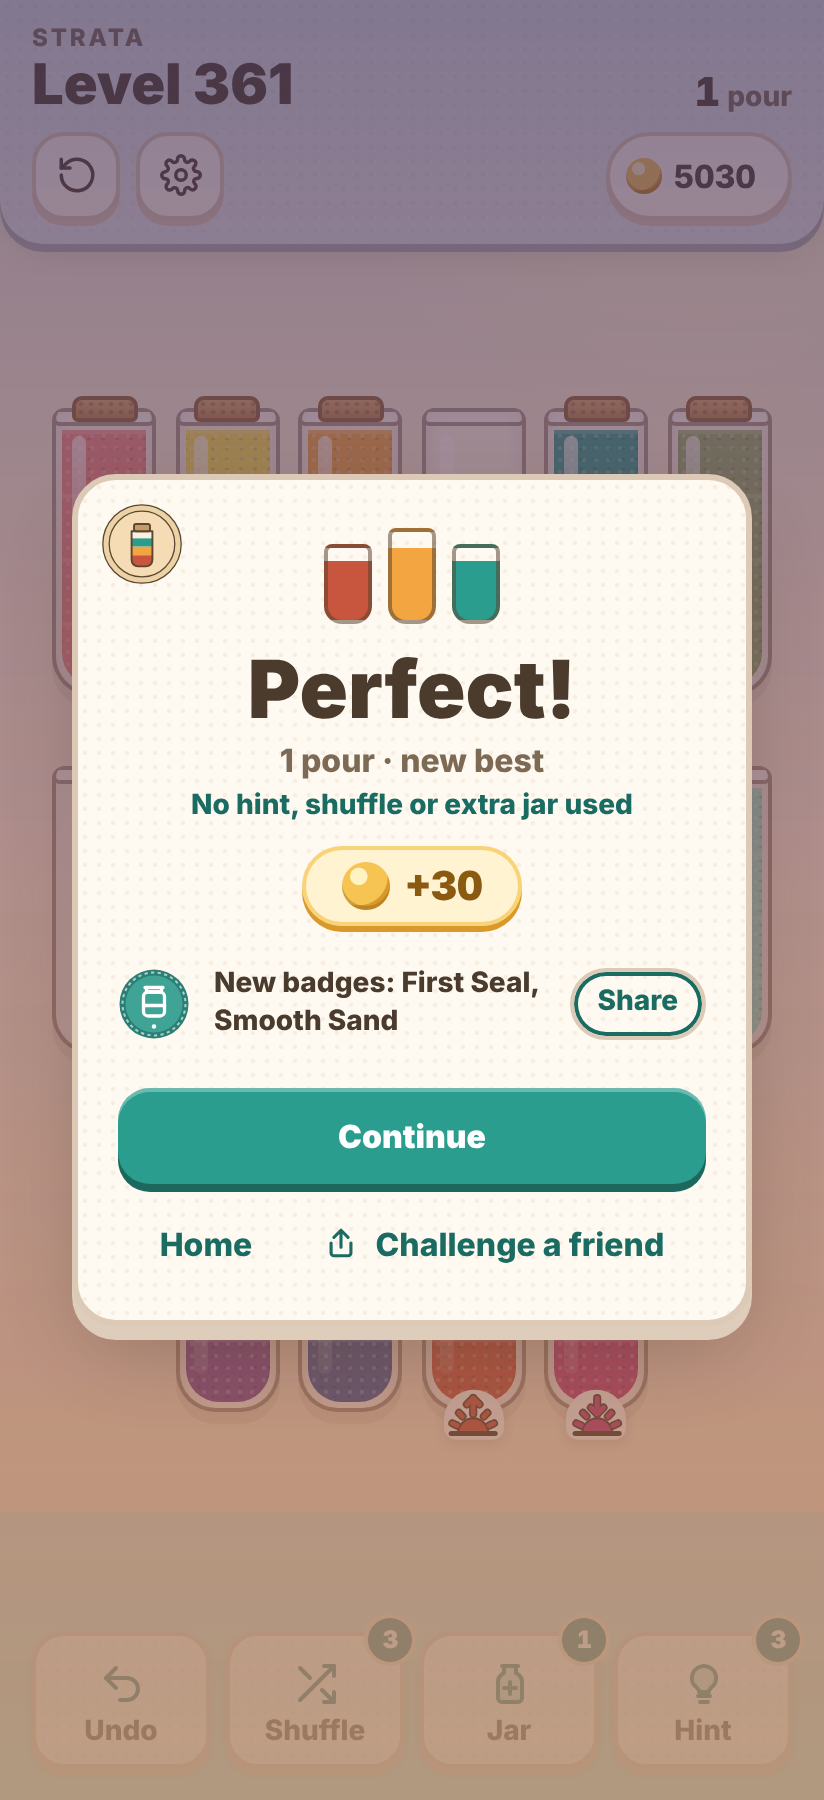 STRATA
Level 361
1 pour
5030
Perfect!
1 pour · new best
No hint, shuffle or extra jar used
+30
New badges: First Seal,
Smooth Sand
Share
Continue
Home
Challenge a friend
3
1
3
Undo
Shuffle
Jar
Hint